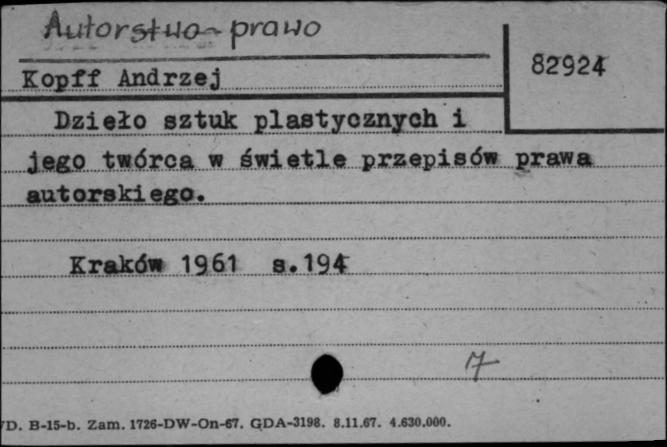 Autorstwo - prawo
82924
Kopff Andrzej
Dzieło sztuk plastycznych i
jego twórca w świetle przepisów prawa
autorskiego.
Kraków 1961 s.194
7
D. B-15-b. Zam. 1726-DW-On-67. GDA-3198. 8.11.67. 4.630.000.